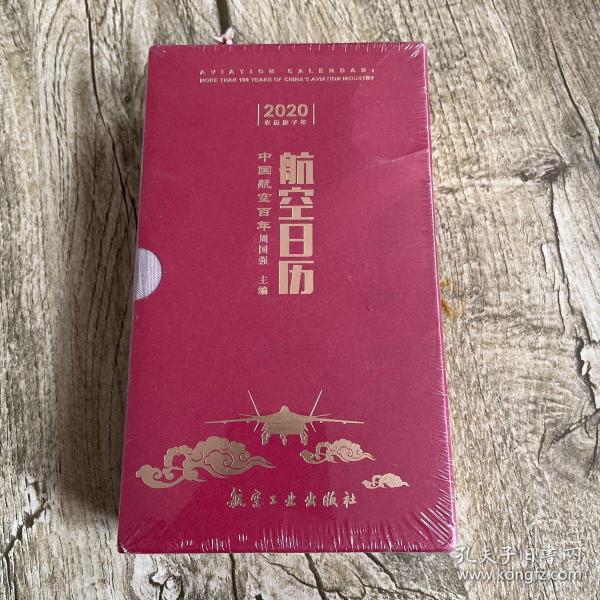 AVIATION CALENDAR:
MORE THAN 100 YEARS OF CHINA'S AVIATION INDUSTRY
2020
农历庚子年
航空日历
中国航空百年
周国强 主编
航空工业出版社
孔夫子旧书网
www.kongfz.com